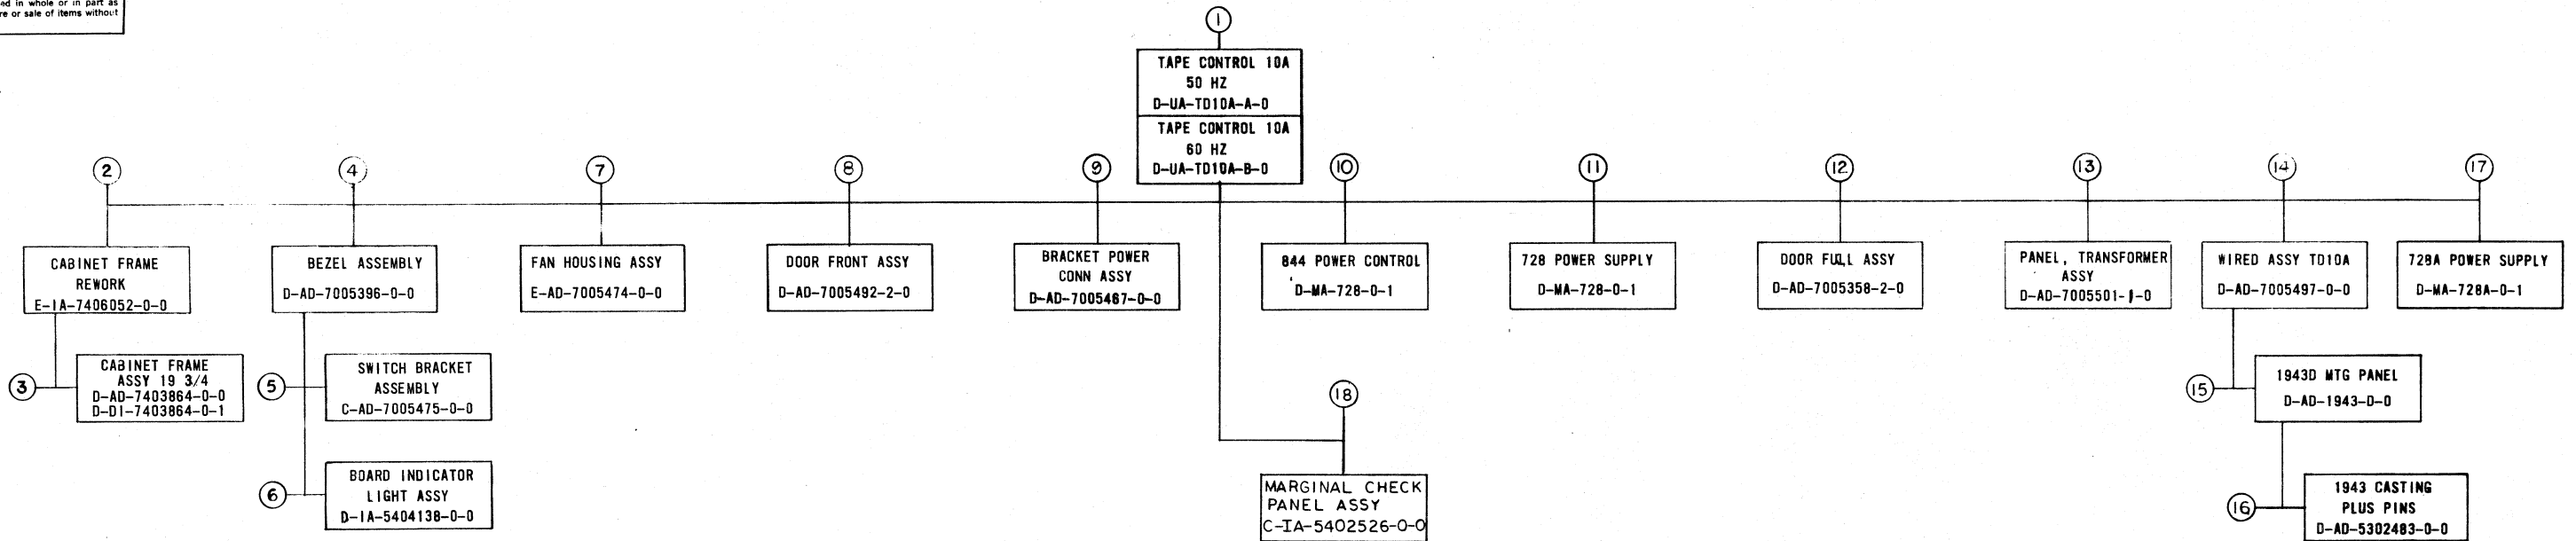 ed in whole or in part as
re or sale of items without
1
TAPE CONTROL 10A
50 HZ
D-UA-TD10A-A-0
TAPE CONTROL 10A
60 HZ
D-UA-TD10A-B-0
2
CABINET FRAME
REWORK
E-IA-7406052-0-0
3
CABINET FRAME
ASSY 19 3/4
D-AD-7403864-0-0
D-DI-7403864-0-1
4
BEZEL ASSEMBLY
D-AD-7005396-0-0
5
SWITCH BRACKET
ASSEMBLY
C-AD-7005475-0-0
6
BOARD INDICATOR
LIGHT ASSY
D-IA-5404138-0-0
7
FAN HOUSING ASSY
E-AD-7005474-0-0
8
DOOR FRONT ASSY
D-AD-7005492-2-0
9
BRACKET POWER
CONN ASSY
D-AD-7005467-0-0
10
844 POWER CONTROL
D-MA-728-0-1
11
728 POWER SUPPLY
D-MA-728-0-1
12
DOOR FULL ASSY
D-AD-7005358-2-0
13
PANEL, TRANSFORMER
ASSY
D-AD-7005501-1-0
14
WIRED ASSY TD10A
D-AD-7005497-0-0
15
1943D MTG PANEL
D-AD-1943-D-0
16
1943 CASTING
PLUS PINS
D-AD-5302483-0-0
17
728A POWER SUPPLY
D-MA-728A-0-1
18
MARGINAL CHECK
PANEL ASSY
C-IA-5402526-0-0